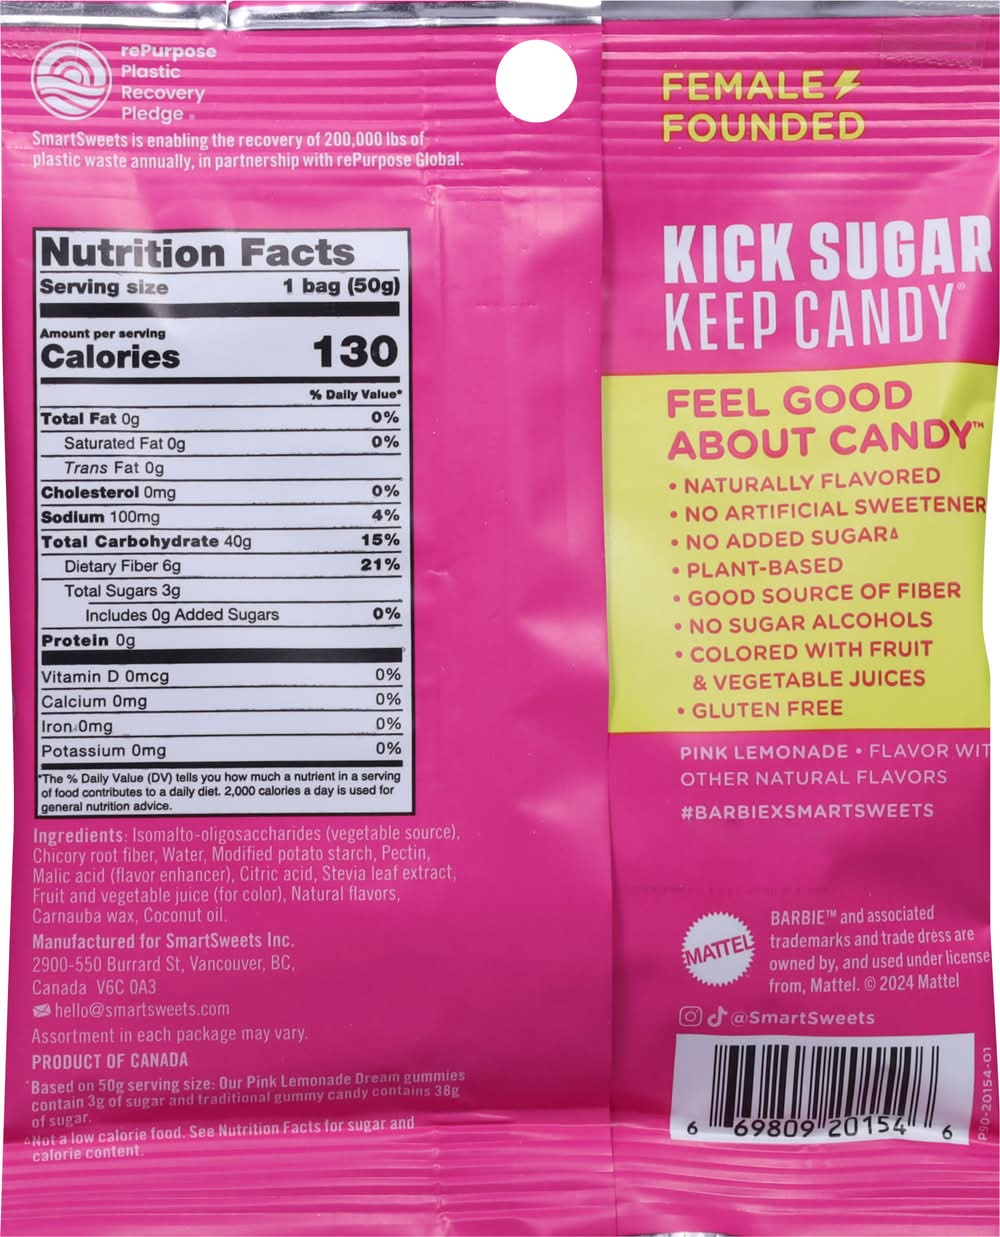 rePurpose
Plastic
Recovery
Pledge
SmartSweets is enabling the recovery of 200,000 lbs of
plastic waste annually, in partnership with rePurpose Global.
Nutrition Facts
Serving size 1 bag (50g)
Amount per serving
Calories 130
% Daily Value*
Total Fat 0g 0%
Saturated Fat 0g 0%
Trans Fat 0g
Cholesterol 0mg 0%
Sodium 100mg 4%
Total Carbohydrate 40g 15%
Dietary Fiber 6g 21%
Total Sugars 3g
Includes 0g Added Sugars 0%
Protein 0g
Vitamin D 0mcg 0%
Calcium 0mg 0%
Iron 0mg 0%
Potassium 0mg 0%
*The % Daily Value (DV) tells you how much a nutrient in a serving
of food contributes to a daily diet. 2,000 calories a day is used for
general nutrition advice.
Ingredients: Isomalto-oligosaccharides (vegetable source),
Chicory root fiber, Water, Modified potato starch, Pectin,
Malic acid (flavor enhancer), Citric acid, Stevia leaf extract,
Fruit and vegetable juice (for color), Natural flavors,
Carnauba wax, Coconut oil.
Manufactured for SmartSweets Inc.
2900-550 Burrard St, Vancouver, BC,
Canada V6C 0A3
hello@smartsweets.com
Assortment in each package may vary.
PRODUCT OF CANADA
*Based on 50g serving size: Our Pink Lemonade Dream gummies
contain 3g of sugar and traditional gummy candy contains 38g
of sugar.
ΔNot a low calorie food. See Nutrition Facts for sugar and
calorie content.
FEMALE
FOUNDED
KICK SUGAR
KEEP CANDY®
FEEL GOOD
ABOUT CANDY™
• NATURALLY FLAVORED
• NO ARTIFICIAL SWEETENER
• NO ADDED SUGARΔ
• PLANT-BASED
• GOOD SOURCE OF FIBER
• NO SUGAR ALCOHOLS
• COLORED WITH FRUIT
& VEGETABLE JUICES
• GLUTEN FREE
PINK LEMONADE • FLAVOR WIT
OTHER NATURAL FLAVORS
#BARBIEXSMARTSWEETS
MATTEL
BARBIE™ and associated
trademarks and trade dress are
owned by, and used under license
from, Mattel. © 2024 Mattel
@SmartSweets
6 69809 20154 6
P90-20154-01